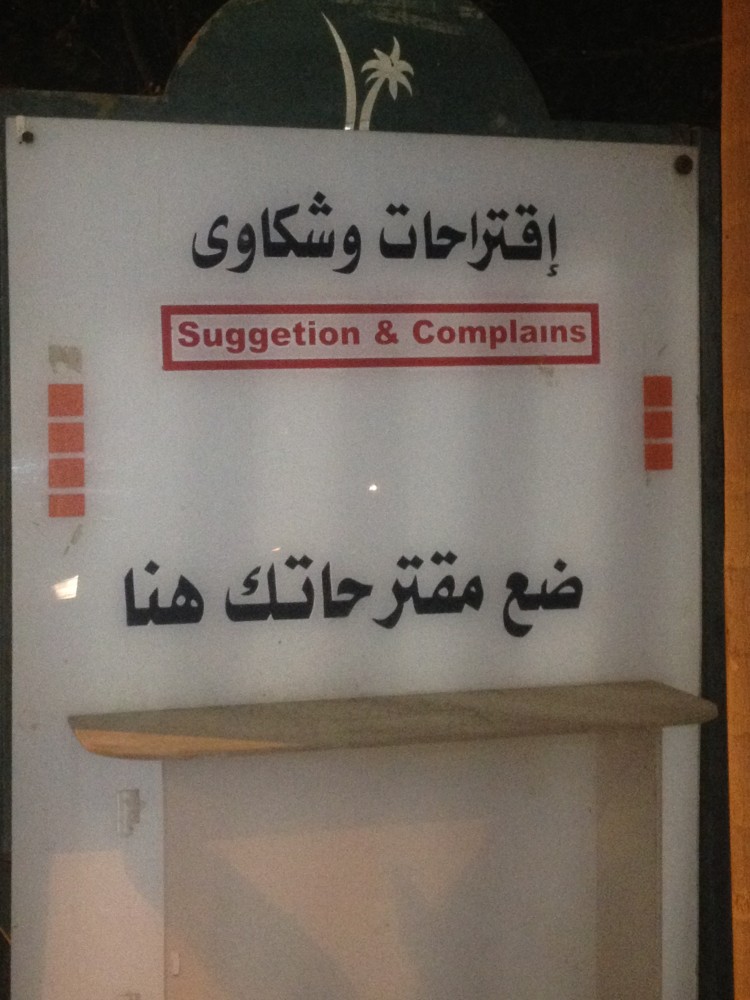 إقتراحات وشكاوى
Suggetion & Complains
ضع مقترحاتك هنا